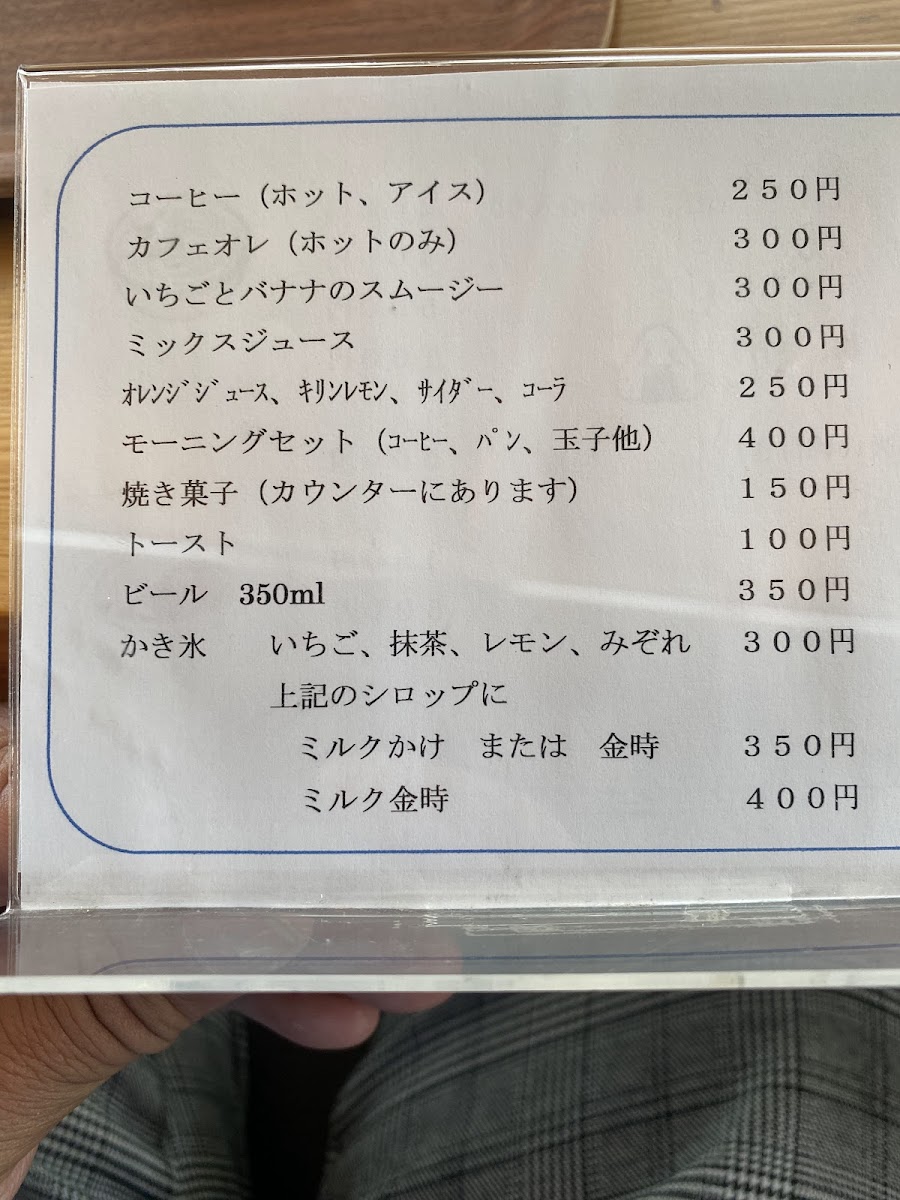 コーヒー（ホット、アイス） ２５０円
カフェオレ（ホットのみ） ３００円
いちごとバナナのスムージー ３００円
ミックスジュース ３００円
ｵﾚﾝｼﾞｼﾞｭｰｽ、ｷﾘﾝﾚﾓﾝ、ｻｲﾀﾞｰ、ｺｰﾗ ２５０円
モーニングセット（ｺｰﾋｰ、ﾊﾟﾝ、玉子他） ４００円
焼き菓子（カウンターにあります） １５０円
トースト １００円
ビール　350ml ３５０円
かき氷　　いちご、抹茶、レモン、みぞれ ３００円
上記のシロップに
ミルクかけ　または　金時 ３５０円
ミルク金時 ４００円